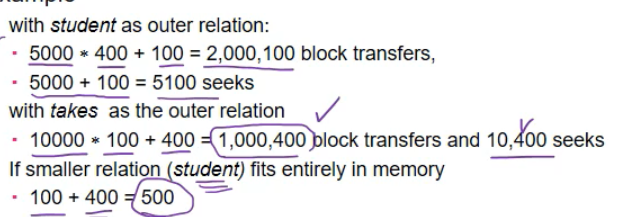 with student as outer relation:
▪ 5000 ∗ 400 + 100 = 2,000,100 block transfers,
▪ 5000 + 100 = 5100 seeks
with takes as the outer relation
▪ 10000 ∗ 100 + 400 = 1,000,400 block transfers and 10,400 seeks
If smaller relation (student) fits entirely in memory
▪ 100 + 400 = 500